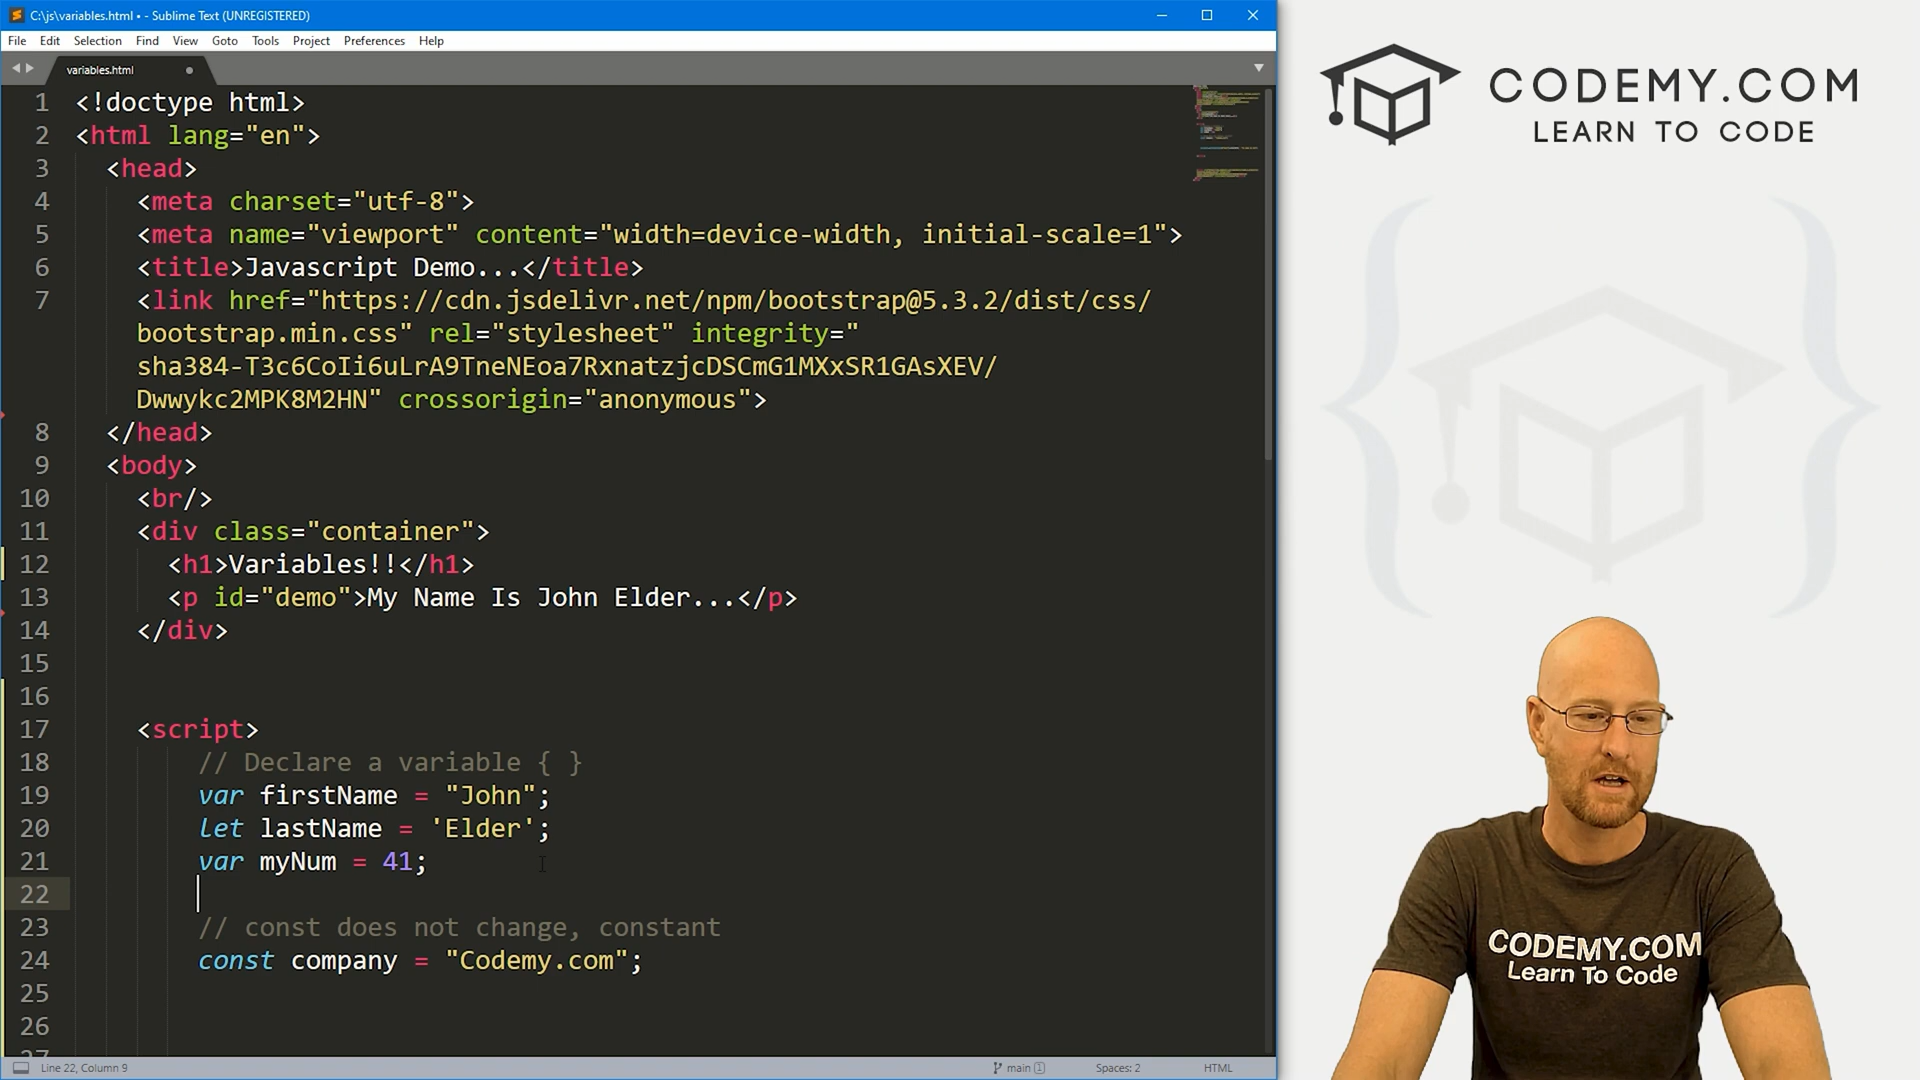 C:\js\variables.html • - Sublime Text (UNREGISTERED)
File Edit Selection Find View Goto Tools Project Preferences Help
variables.html
1 <!doctype html>
2 <html lang="en">
3 <head>
4 <meta charset="utf-8">
5 <meta name="viewport" content="width=device-width, initial-scale=1">
6 <title>Javascript Demo...</title>
7 <link href="https://cdn.jsdelivr.net/npm/bootstrap@5.3.2/dist/css/
bootstrap.min.css" rel="stylesheet" integrity="
sha384-T3c6CoIi6uLrA9TneNEoa7RxnatzjcDSCmG1MXxSR1GAsXEV/
Dwwykc2MPK8M2HN" crossorigin="anonymous">
8 </head>
9 <body>
10 <br/>
11 <div class="container">
12 <h1>Variables!!</h1>
13 <p id="demo">My Name Is John Elder...</p>
14 </div>
15
16
17 <script>
18 // Declare a variable { }
19 var firstName = "John";
20 let lastName = 'Elder';
21 var myNum = 41;
22
23 // const does not change, constant
24 const company = "Codemy.com";
25
26
27
Line 22, Column 9
main 1
Spaces: 2
HTML
CODEMY.COM
LEARN TO CODE
CODEMY.COM
Learn To Code